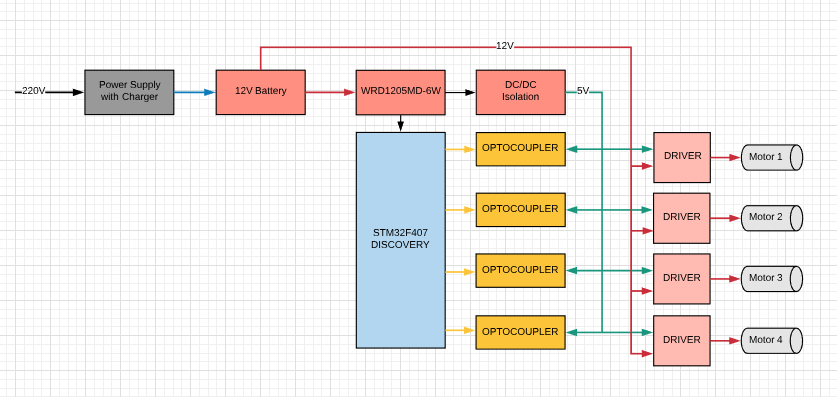 12V
220V
Power Supply
with Charger
12V Battery
WRD1205MD-6W
DC/DC
Isolation
5V
OPTOCOUPLER
DRIVER
Motor 1
OPTOCOUPLER
DRIVER
Motor 2
STM32F407
DISCOVERY
OPTOCOUPLER
DRIVER
Motor 3
OPTOCOUPLER
DRIVER
Motor 4